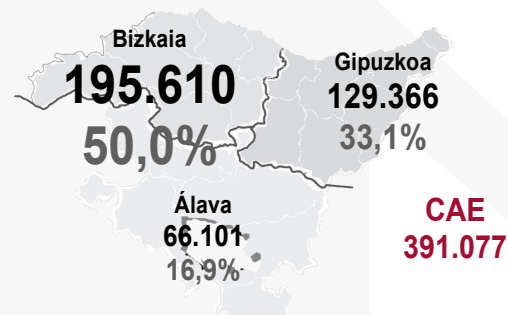 Bizkaia
195.610
50,0%
Gipuzkoa
129.366
33,1%
Álava
66.101
16,9%
CAE
391.077